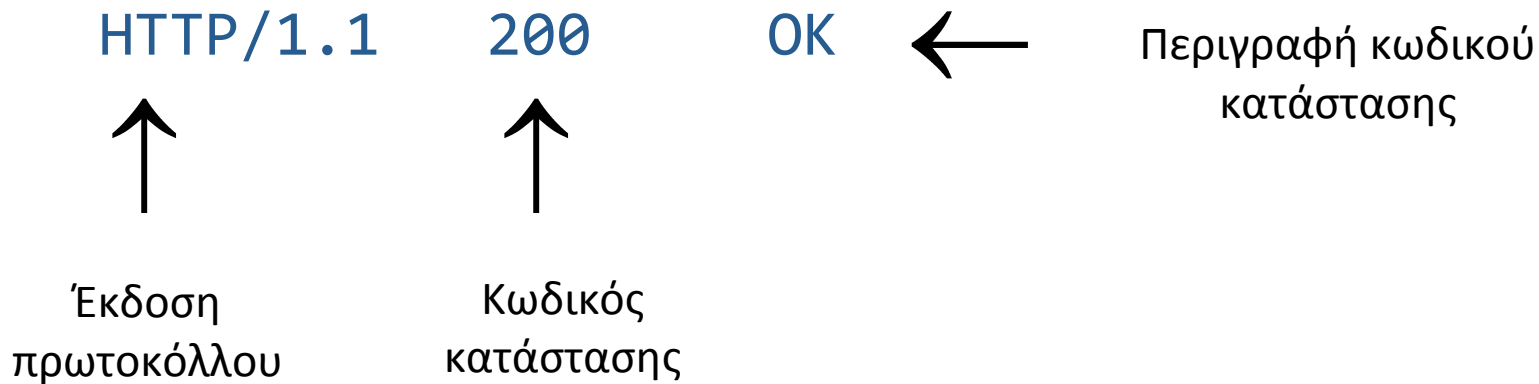 HTTP/1.1 200 OK
Περιγραφή κωδικού
κατάστασης
Έκδοση
πρωτοκόλλου
Κωδικός
κατάστασης